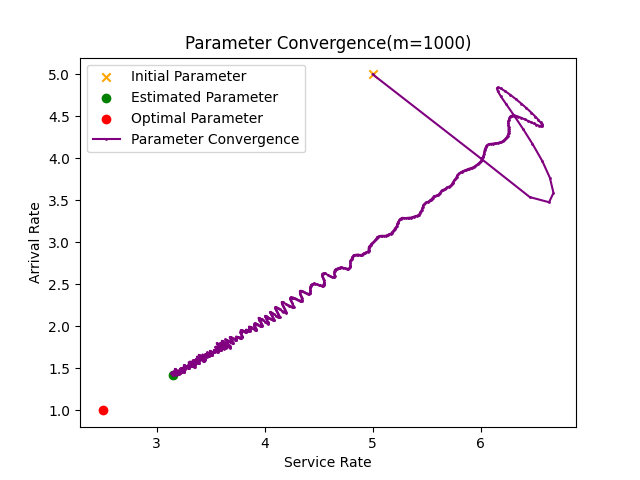 Parameter Convergence(m=1000)
Initial Parameter
Estimated Parameter
Optimal Parameter
Parameter Convergence
5.0
4.5
4.0
3.5
3.0
2.5
2.0
1.5
1.0
Arrival Rate
3 4 5 6
Service Rate